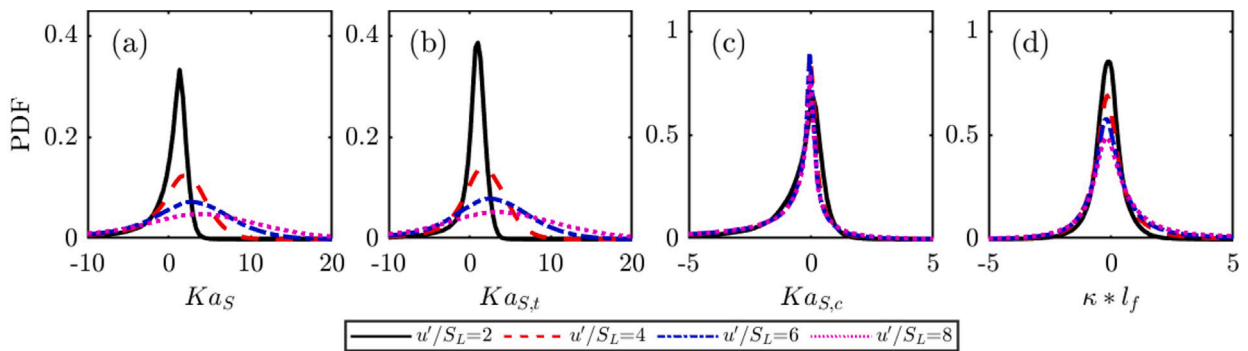 0.4 0.4 1 1
(a) (b) (c) (d)
PDF
0.2 0.2 0.5 0.5
0 0 0 0
-10 0 10 20 -10 0 10 20 -5 0 5 -5 0 5
Ka_S Ka_{S,t} Ka_{S,c} κ * l_f
u'/S_L=2 u'/S_L=4 u'/S_L=6 u'/S_L=8